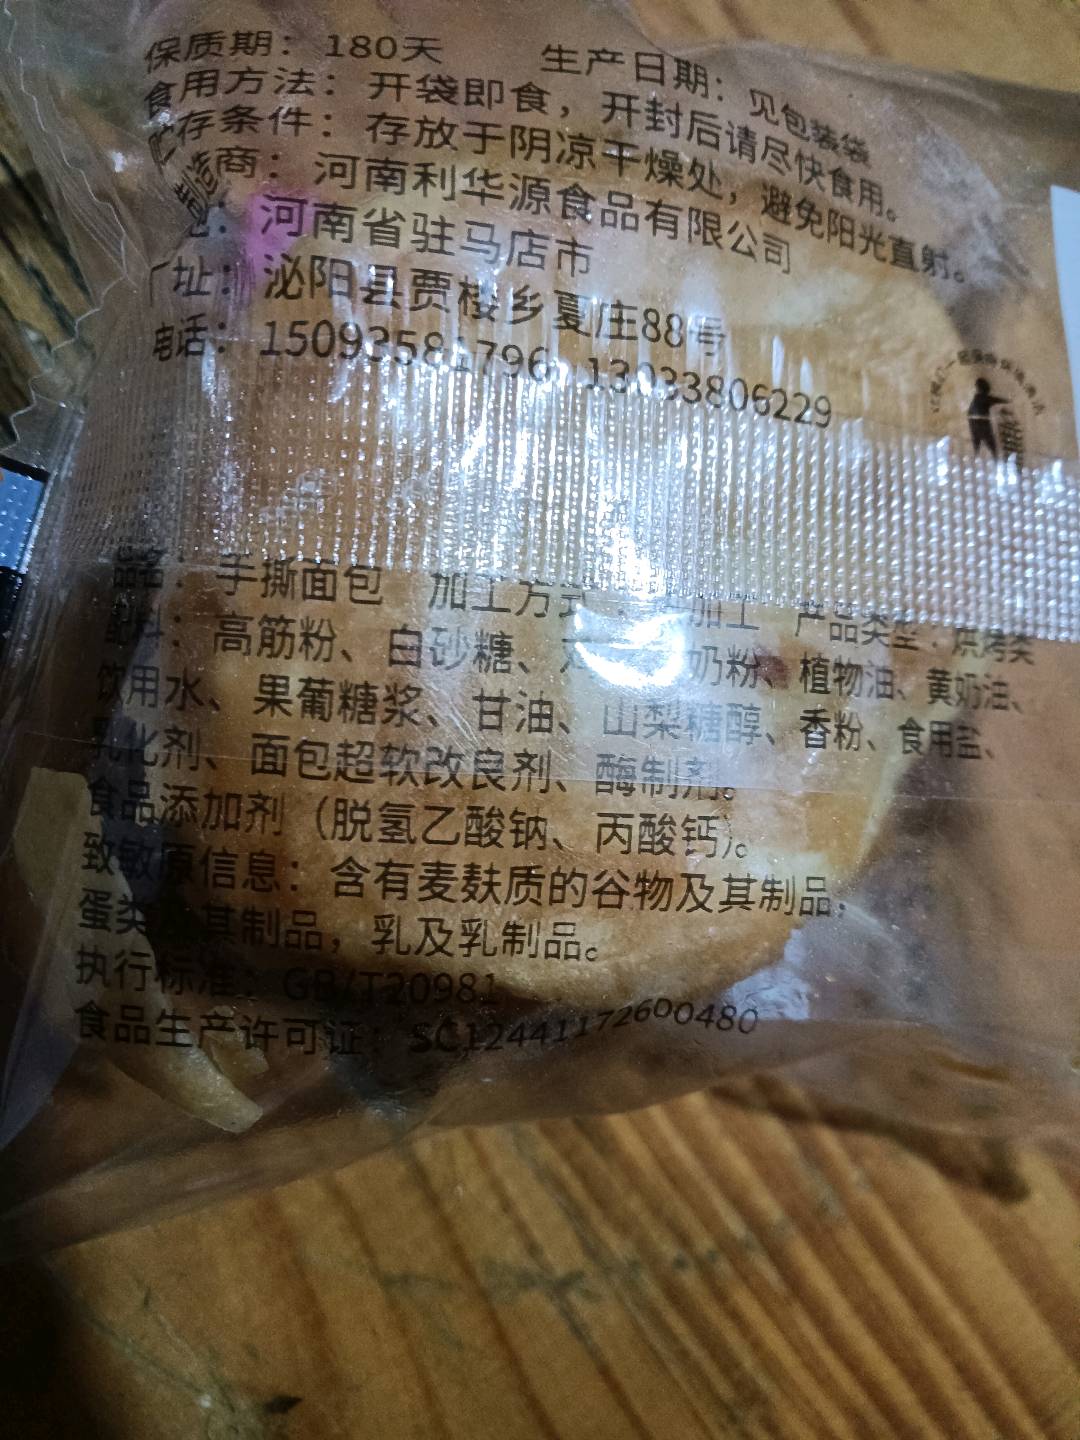 保质期：180天 生产日期：见包装袋
食用方法：开袋即食，开封后请尽快食用。
贮存条件：存放于阴凉干燥处，避免阳光直射。
制造商：河南利华源食品有限公司
河南省驻马店市
厂址：泌阳县贾楼乡夏庄88号
电话：15093581796 13033806229
品名：手撕面包 加工方式： 加工 产品类型：烘烤类
配料：高筋粉、白砂糖、 奶粉、植物油、黄奶油、
饮用水、果葡糖浆、甘油、山梨糖醇、香粉、食用盐、
乳化剂、面包超软改良剂、酶制剂。
食品添加剂（脱氢乙酸钠、丙酸钙）。
致敏原信息：含有麦麸质的谷物及其制品，
蛋类及其制品，乳及乳制品。
执行标准：GB/T20981
食品生产许可证：SC12441172600480